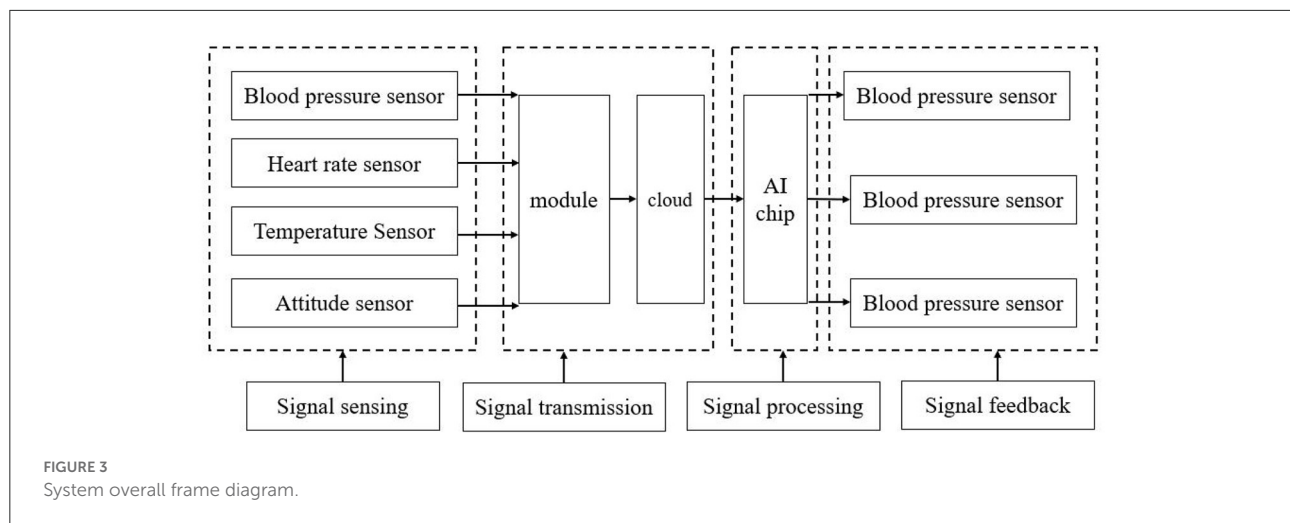 Blood pressure sensor
Heart rate sensor
Temperature Sensor
Attitude sensor
module
cloud
AI
chip
Blood pressure sensor
Blood pressure sensor
Blood pressure sensor
Signal sensing
Signal transmission
Signal processing
Signal feedback
FIGURE 3
System overall frame diagram.